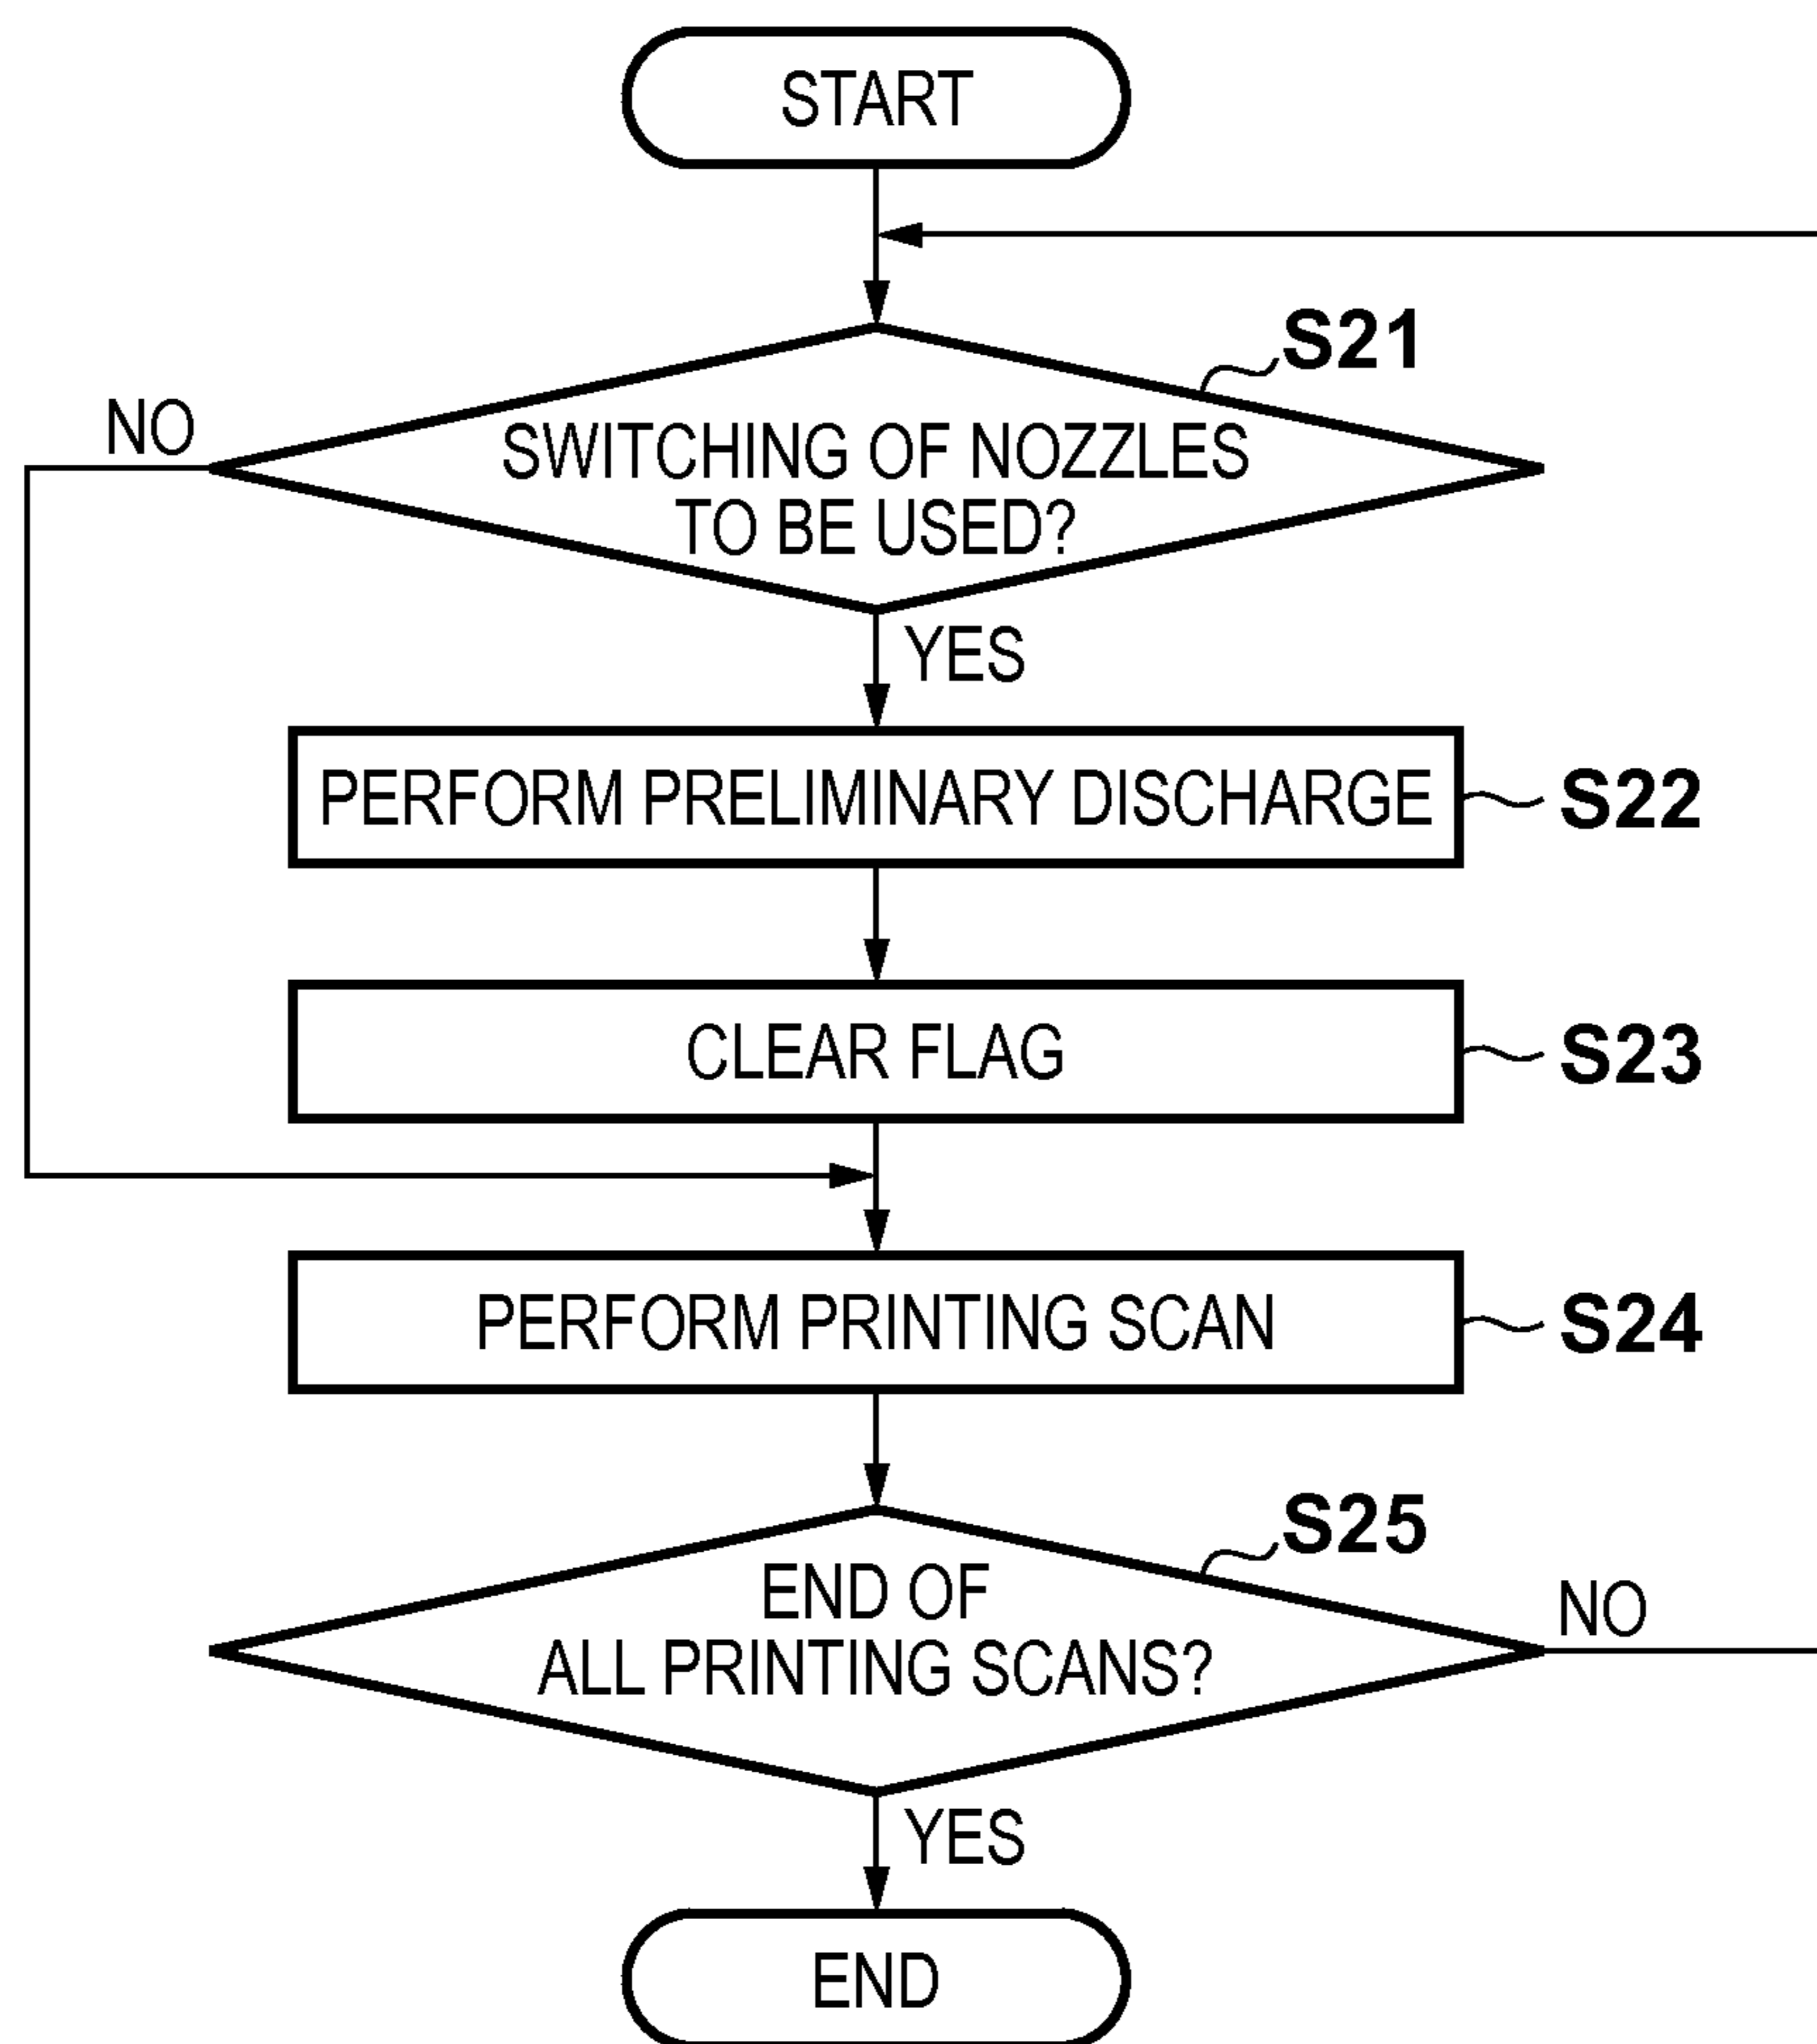 START
S21
NO
SWITCHING OF NOZZLES
TO BE USED?
YES
PERFORM PRELIMINARY DISCHARGE
S22
CLEAR FLAG
S23
PERFORM PRINTING SCAN
S24
S25
END OF
ALL PRINTING SCANS?
NO
YES
END